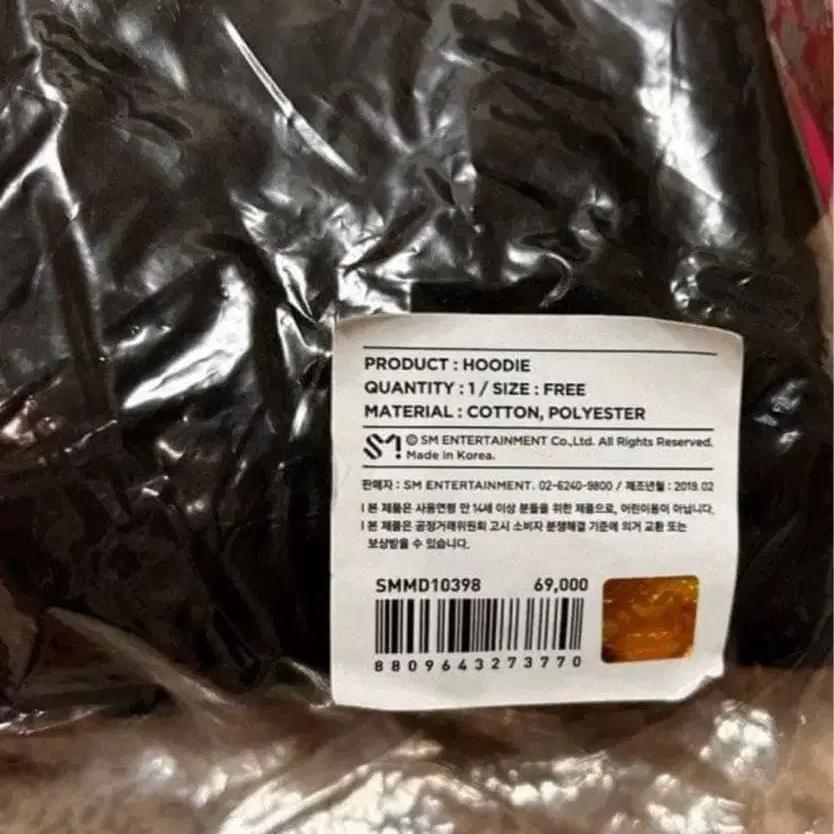 PRODUCT : HOODIE
QUANTITY : 1 / SIZE : FREE
MATERIAL : COTTON, POLYESTER
SM
© SM ENTERTAINMENT Co.,Ltd. All Rights Reserved.
Made in Korea.
판매자 : SM ENTERTAINMENT. 02-6240-9800 / 제조년월 : 2019. 02
| 본 제품은 사용연령 만 14세 이상 분들을 위한 제품으로, 어린이용이 아닙니다.
| 본 제품은 공정거래위원회 고시 소비자 분쟁해결 기준에 의거 교환 또는
보상받을 수 있습니다.
SMMD10398 69,000
8809643273770